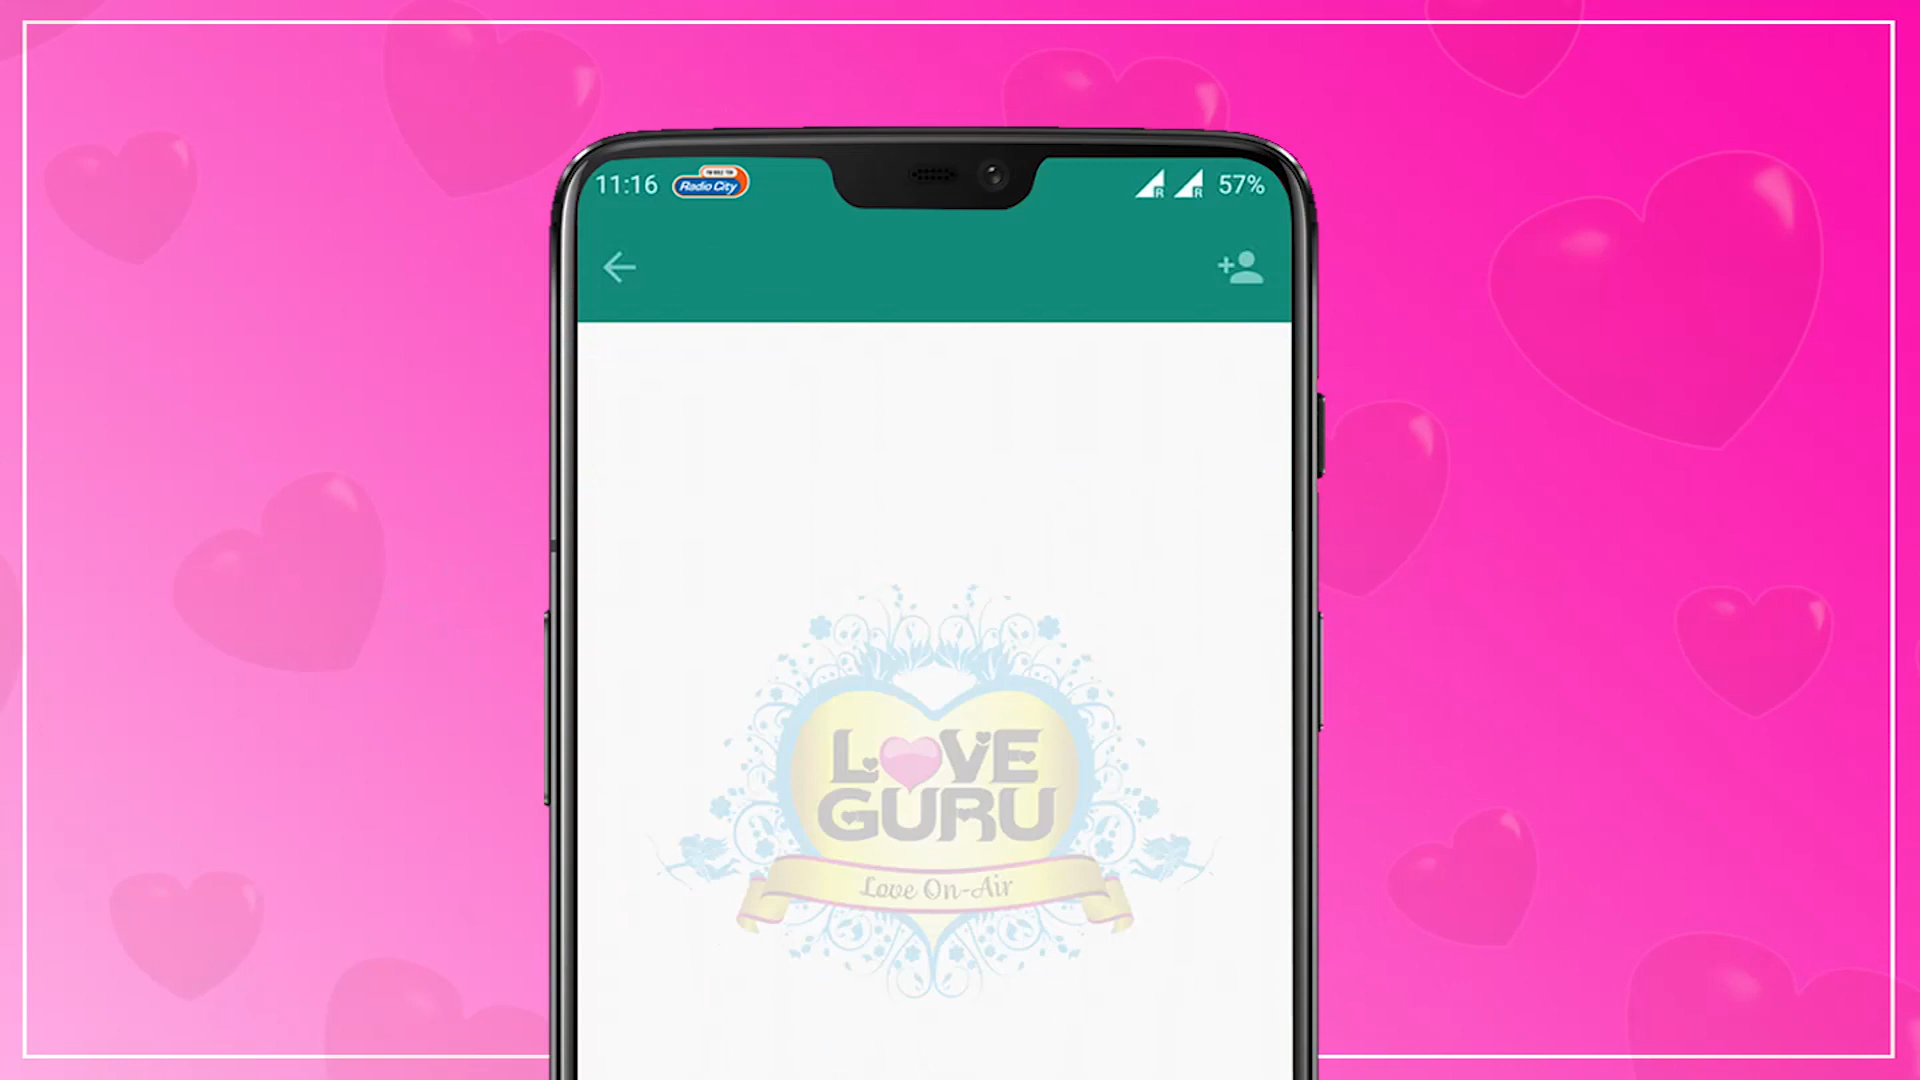 11:16
Radio City
R R 57%
LOVE
GURU
Love On-Air